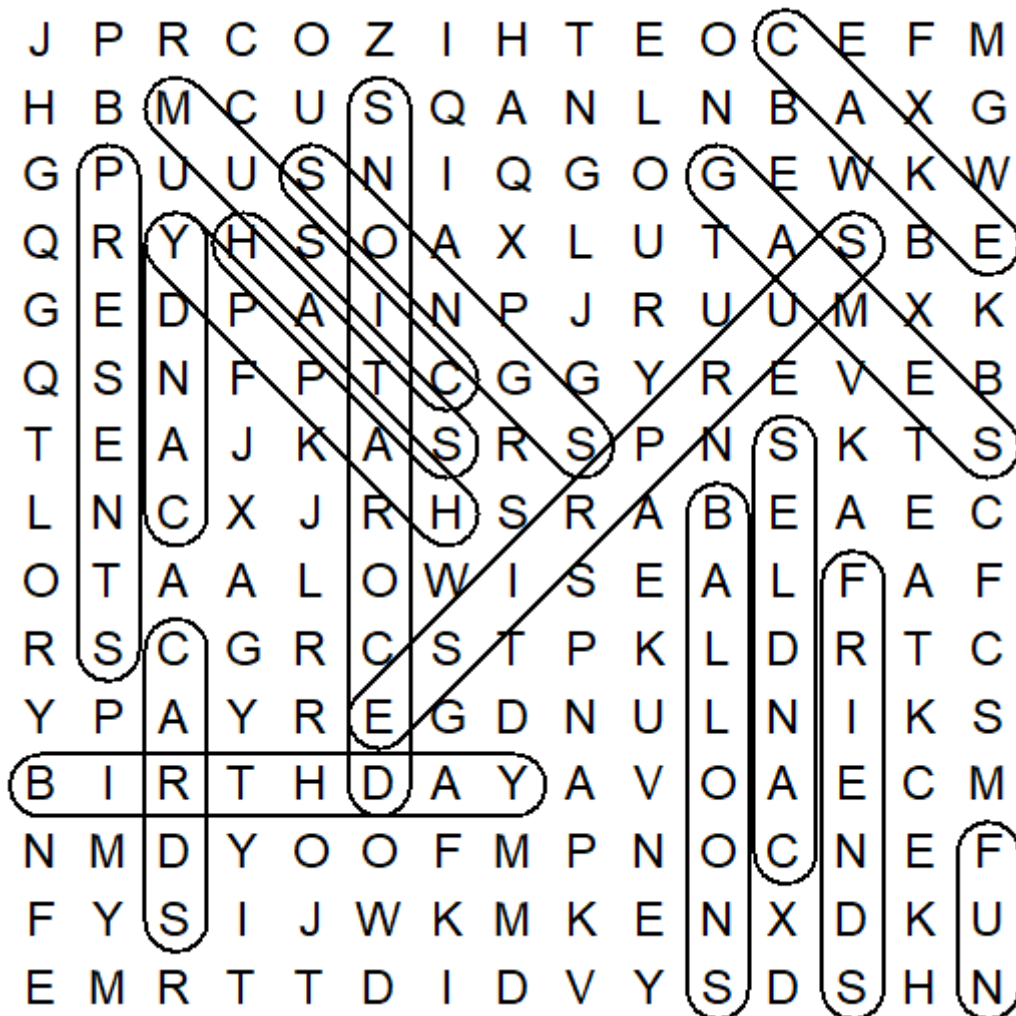 J P R C O Z I H T E O C E F M
H B M C U S Q A N L N B A X G
G P U U S N I Q G O G E W K W
Q R Y H S O A X L U T A S B E
G E D P A I N P J R U U M X K
Q S N F P T C G G Y R E V E B
T E A J K A S R S P N S K T S
L N C X J R H S R A B E A E C
O T A A L O W I S E A L F A F
R S C G R C S T P K L D R T C
Y P A Y R E G D N U L N I K S
B I R T H D A Y A V O A E C M
N M D Y O O F M P N O C N E F
F Y S I J W K M K E N X D K U
E M R T T D I D V Y S D S H N